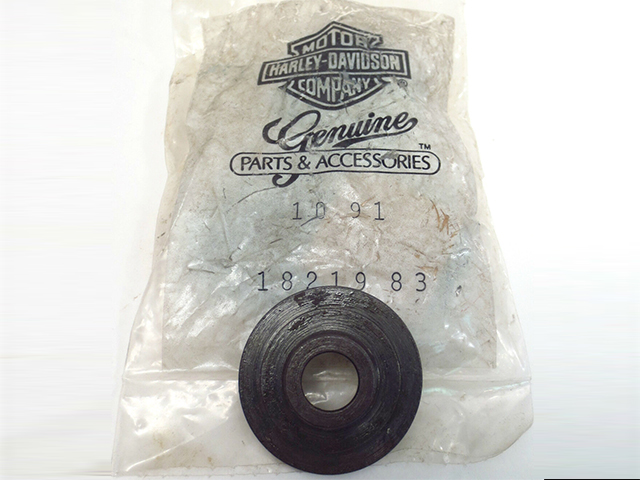 MOTOR
HARLEY-DAVIDSON
COMPANY
®
Genuine
TM
PARTS & ACCESSORIES
10 91
18219 83